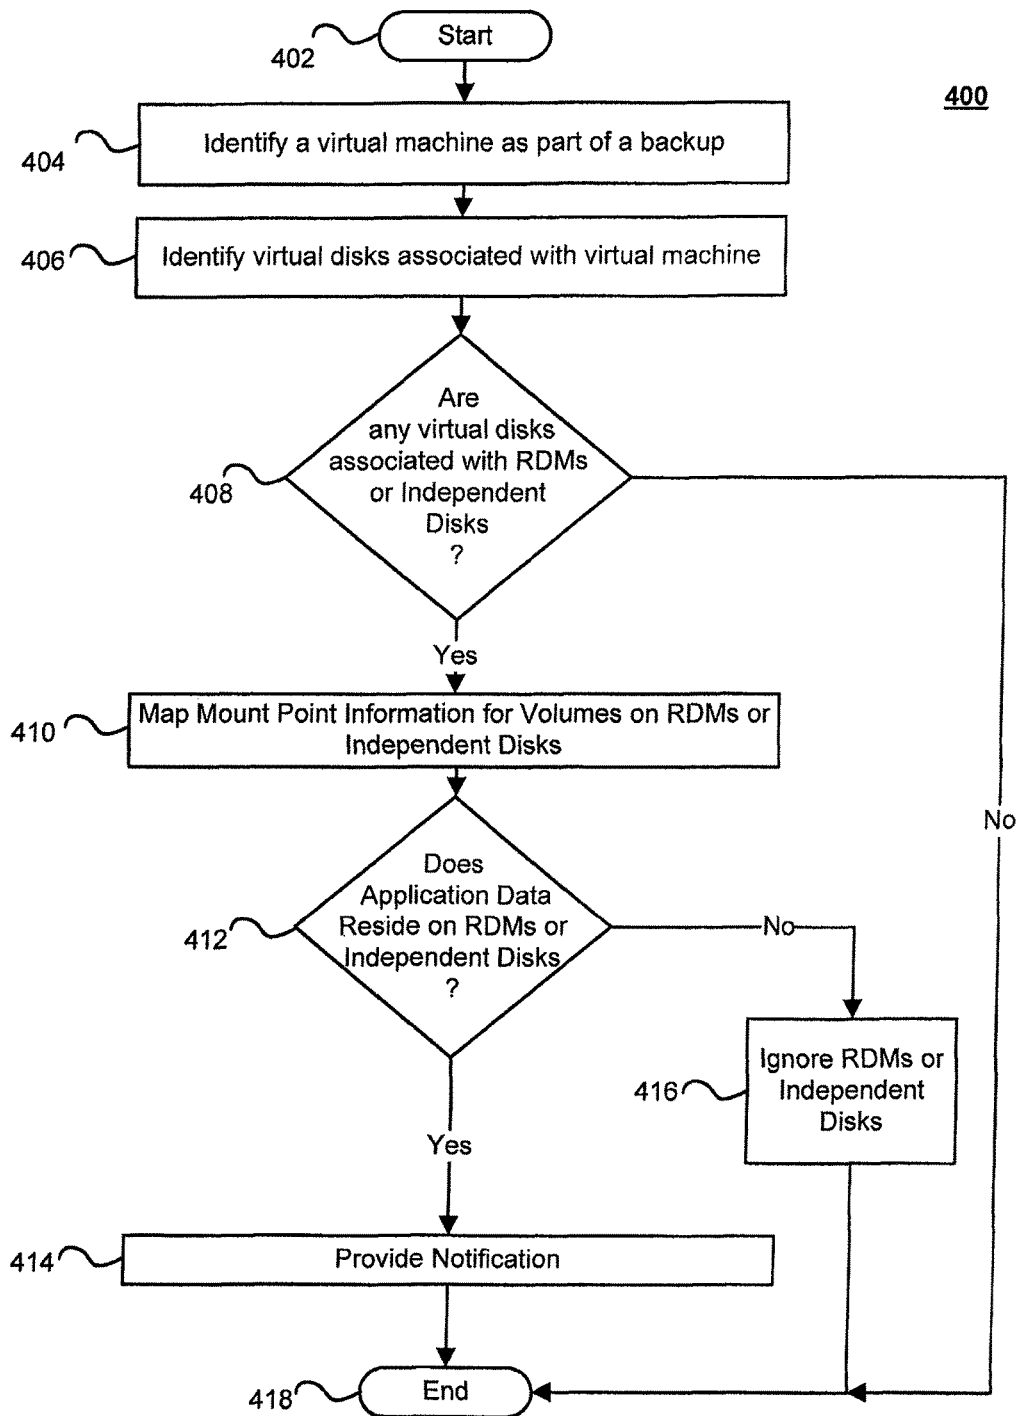 Start
402
400
Identify a virtual machine as part of a backup
404
Identify virtual disks associated with virtual machine
406
Are
any virtual disks
associated with RDMs
or Independent
Disks
?
408
Yes
Map Mount Point Information for Volumes on RDMs or
Independent Disks
410
No
Does
Application Data
Reside on RDMs or
Independent Disks
?
412
No
Ignore RDMs or
Independent
Disks
416
Yes
Provide Notification
414
End
418